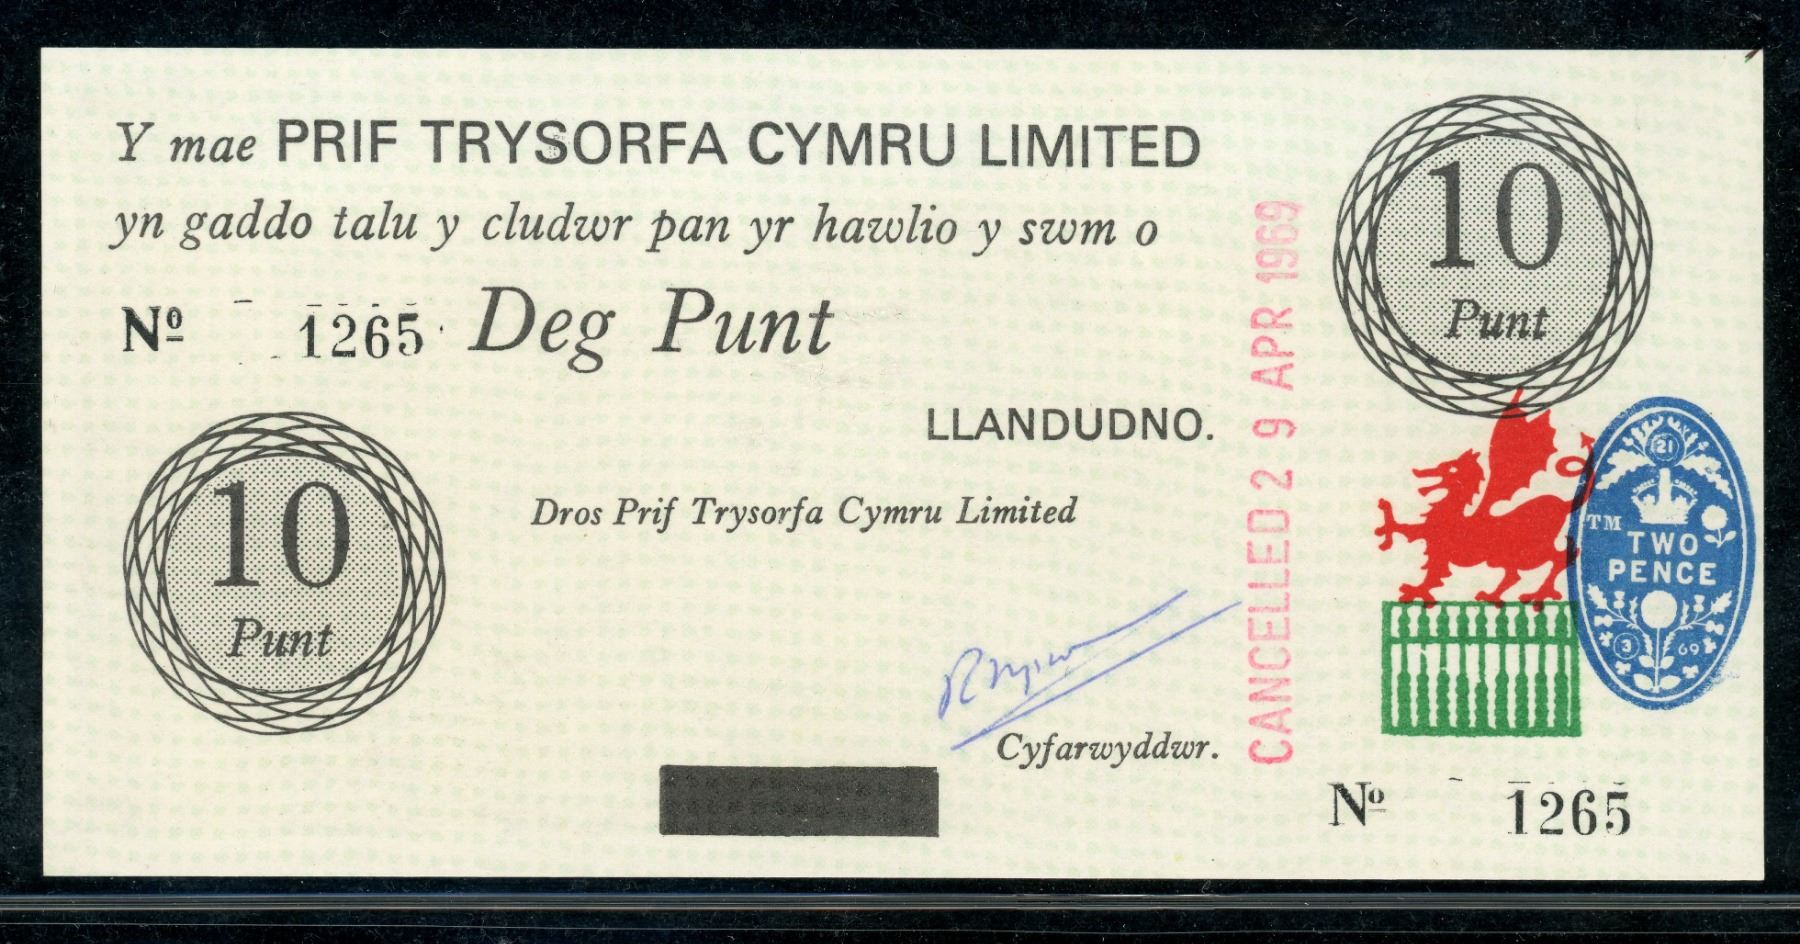 Y mae PRIF TRYSORFA CYMRU LIMITED
yn gaddo talu y cludwr pan yr hawlio y swm o
Nº 1265 Deg Punt
10
Punt
LLANDUDNO.
10
Punt
Dros Prif Trysorfa Cymru Limited
Cyfarwyddwr.
CANCELLED 29 APR 1969
21
TM
TWO
PENCE
3 69
Nº 1265